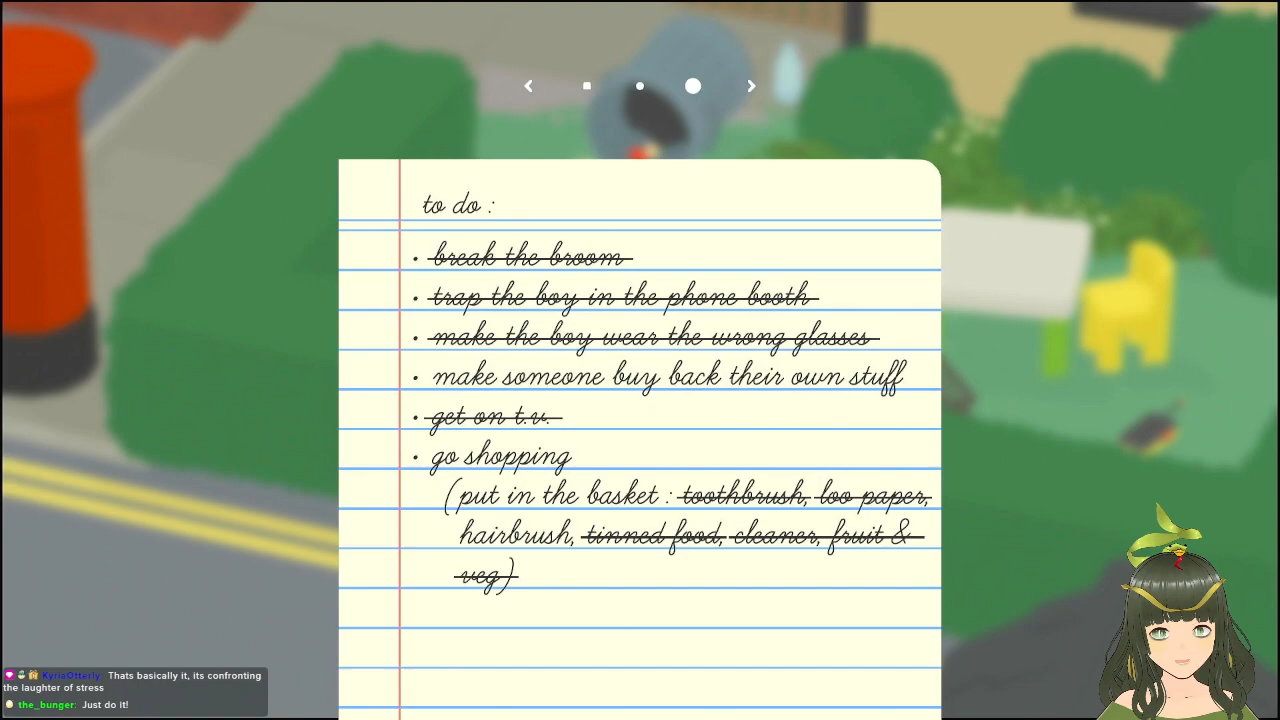 to do :
• break the broom
• trap the boy in the phone booth
• make the boy wear the wrong glasses
• make someone buy back their own stuff
• get on t.v.
• go shopping
(put in the basket : toothbrush, loo paper,
hairbrush, tinned food, cleaner, fruit &
veg)
KyriaOtterly: Thats basically it, its confronting
the laughter of stress
the_bunger: Just do it!